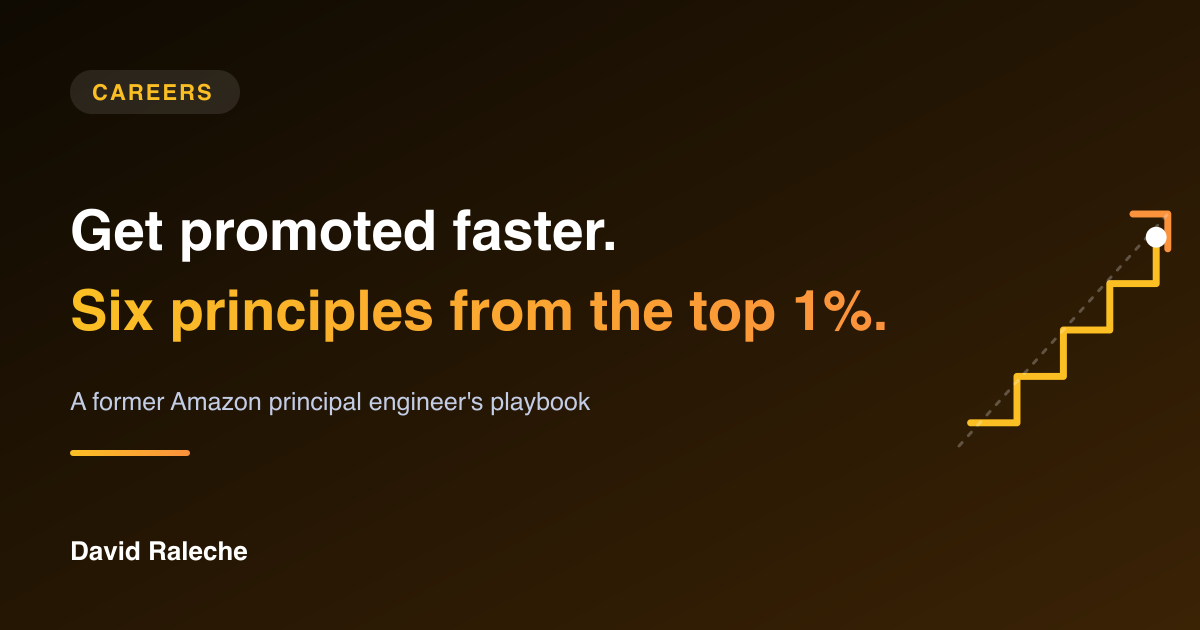 CAREERS
Get promoted faster.
Six principles from the top 1%.
A former Amazon principal engineer's playbook
David Raleche